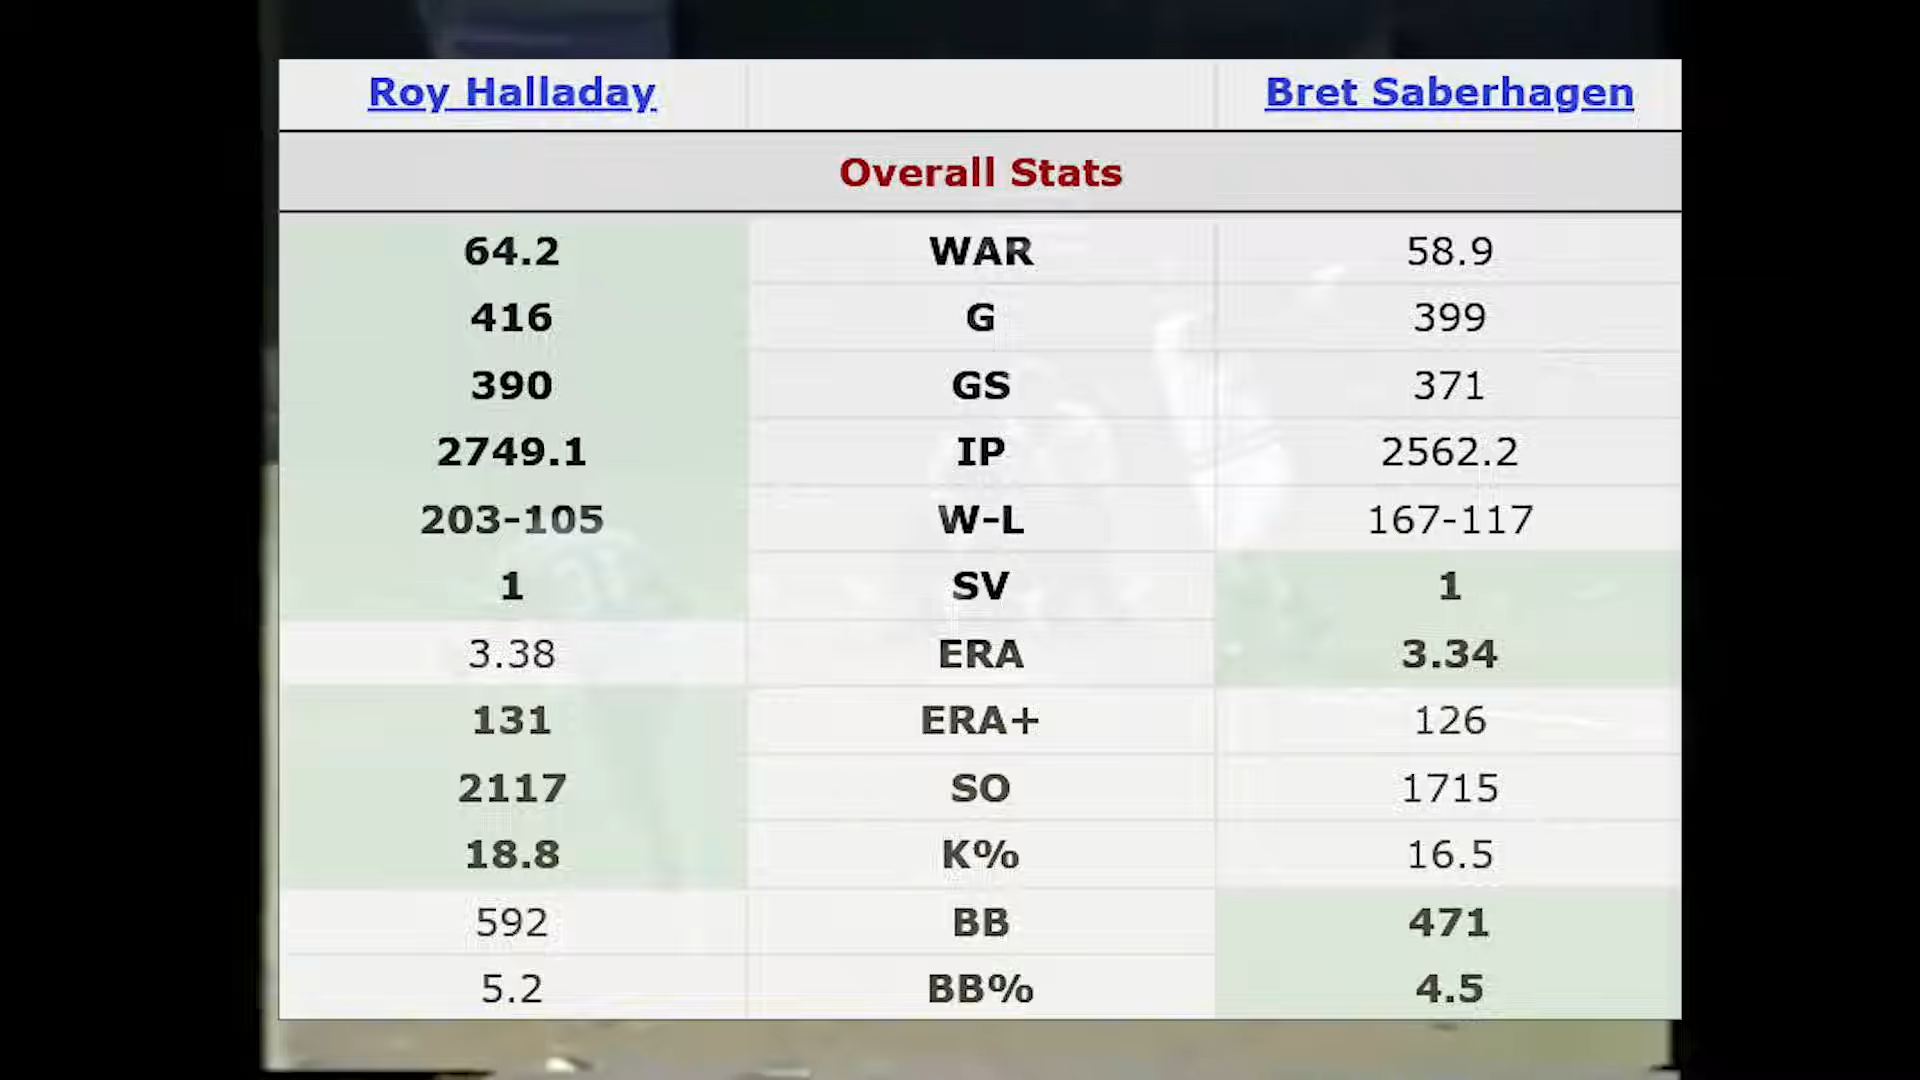 Roy Halladay Bret Saberhagen
Overall Stats
64.2 WAR 58.9
416 G 399
390 GS 371
2749.1 IP 2562.2
203-105 W-L 167-117
1 SV 1
3.38 ERA 3.34
131 ERA+ 126
2117 SO 1715
18.8 K% 16.5
592 BB 471
5.2 BB% 4.5